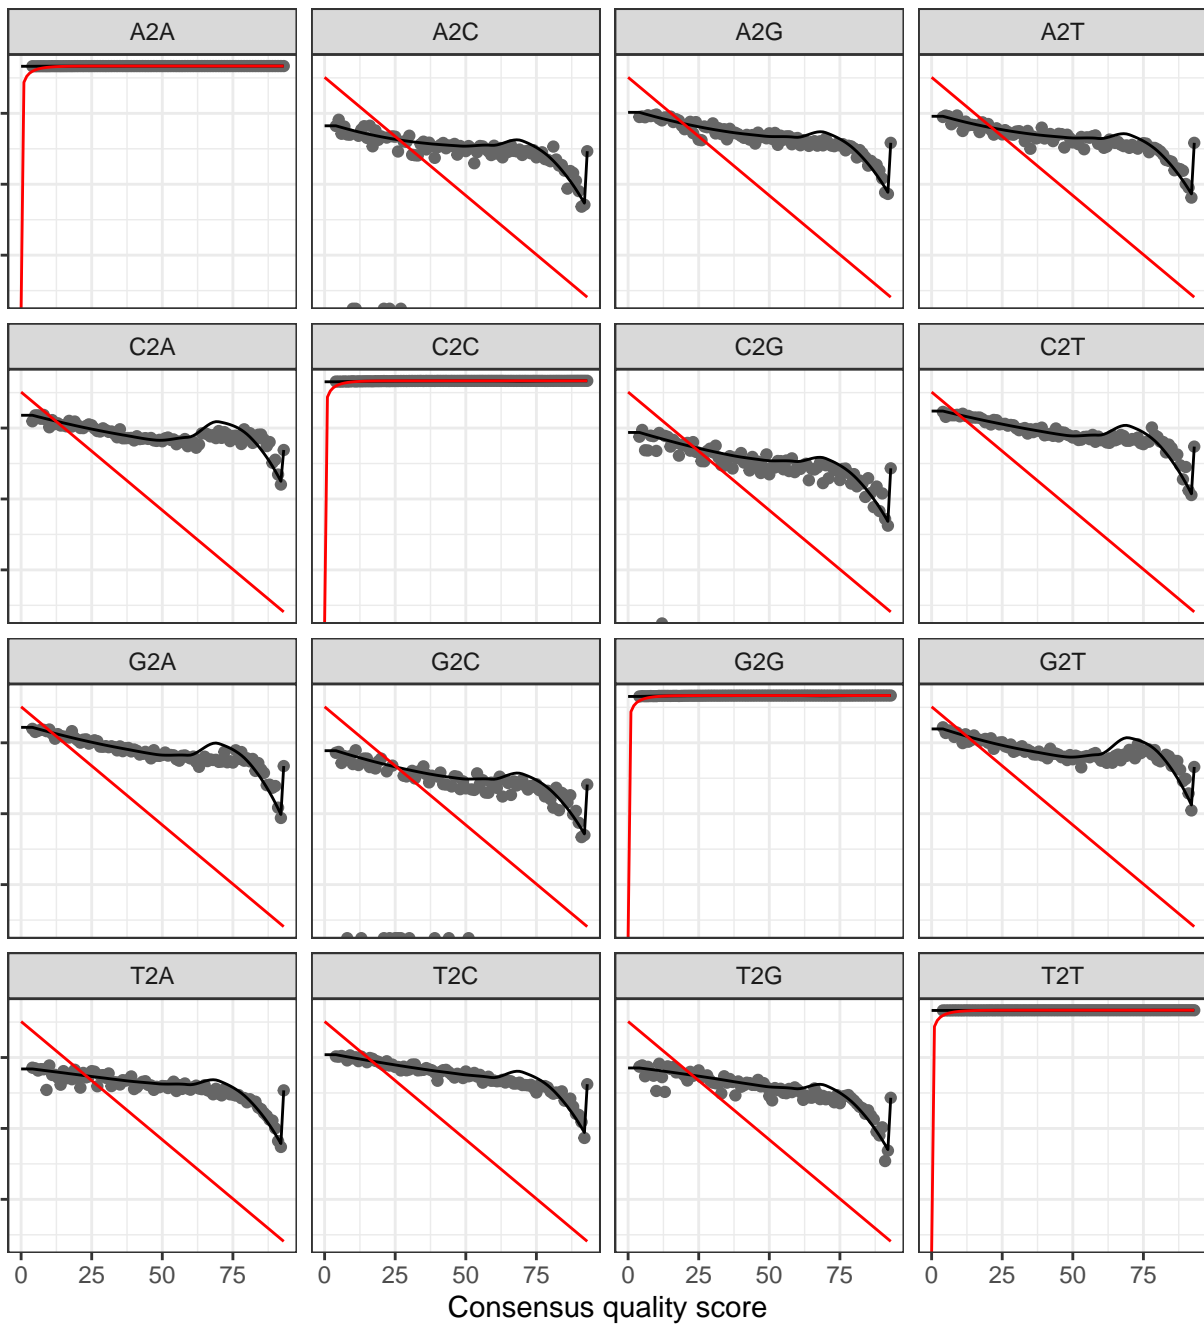 A2A A2C A2G A2T
C2A C2C C2G C2T
G2A G2C G2G G2T
T2A T2C T2G T2T
0 25 50 75 0 25 50 75 0 25 50 75 0 25 50 75
Consensus quality score